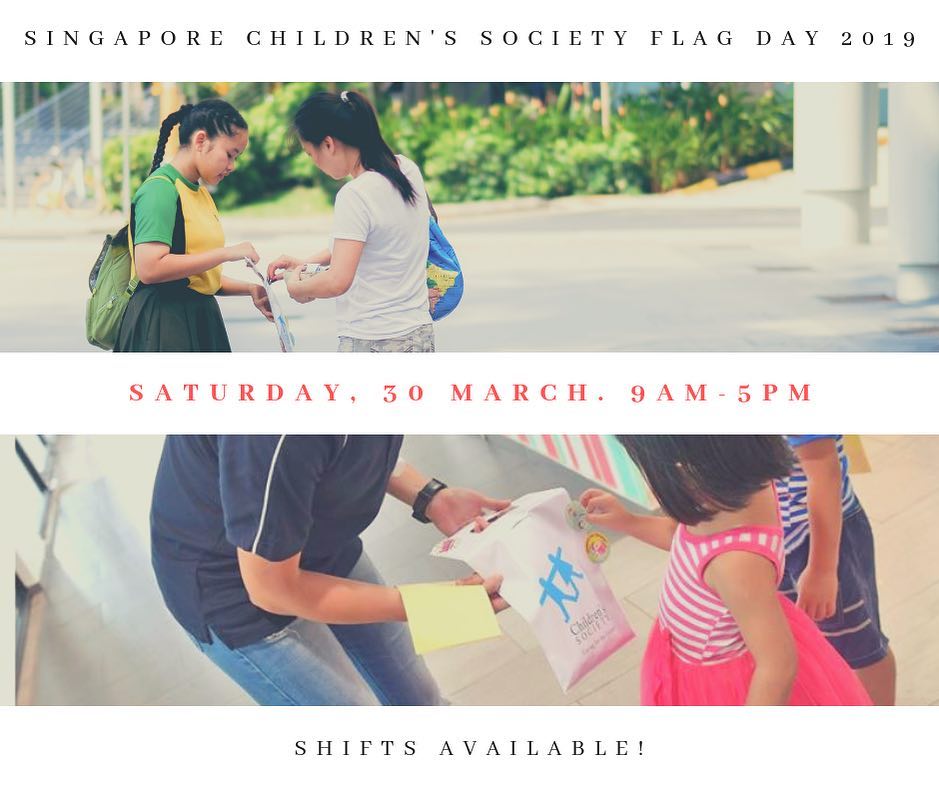 SINGAPORE CHILDREN'S SOCIETY FLAG DAY 2019
SATURDAY, 30 MARCH. 9AM-5PM
Children's
SOCIETY
SHIFTS AVAILABLE!